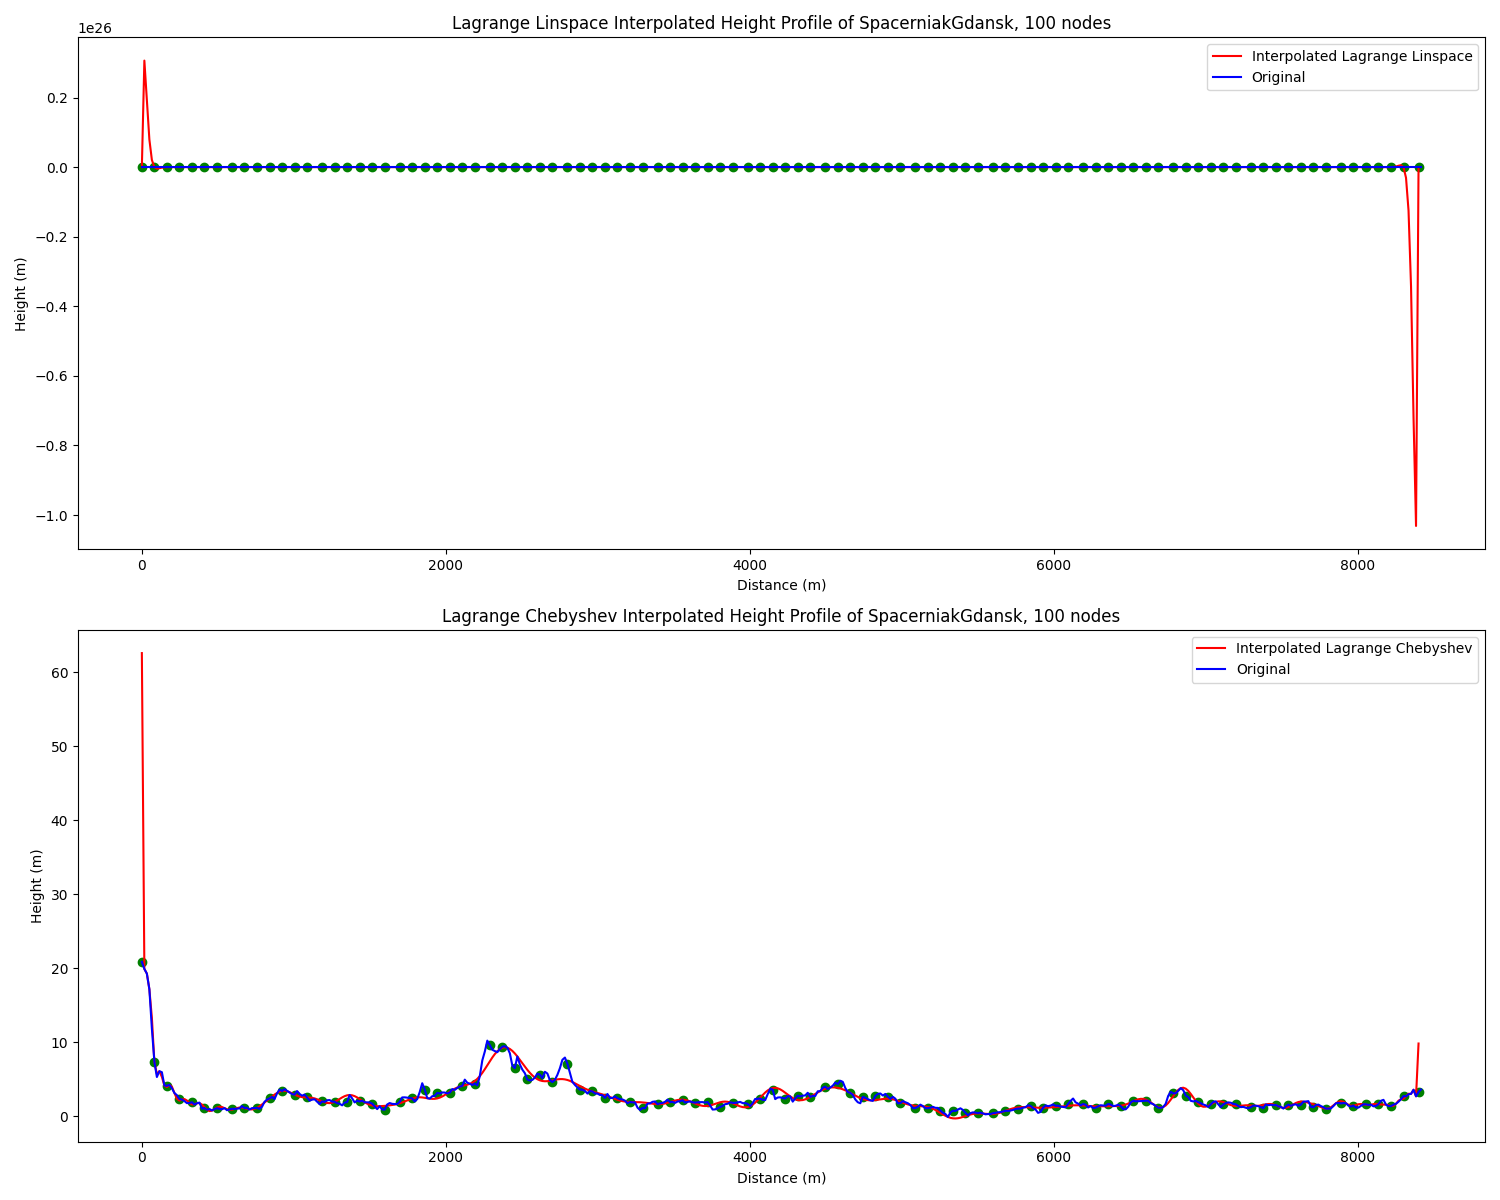 Lagrange Linspace Interpolated Height Profile of SpacerniakGdansk, 100 nodes
1e26
Interpolated Lagrange Linspace
Original
0.2
0.0
−0.2
−0.4
−0.6
−0.8
−1.0
Height (m)
0 2000 4000 6000 8000
Distance (m)
Lagrange Chebyshev Interpolated Height Profile of SpacerniakGdansk, 100 nodes
Interpolated Lagrange Chebyshev
Original
60
50
40
30
20
10
0
Height (m)
0 2000 4000 6000 8000
Distance (m)